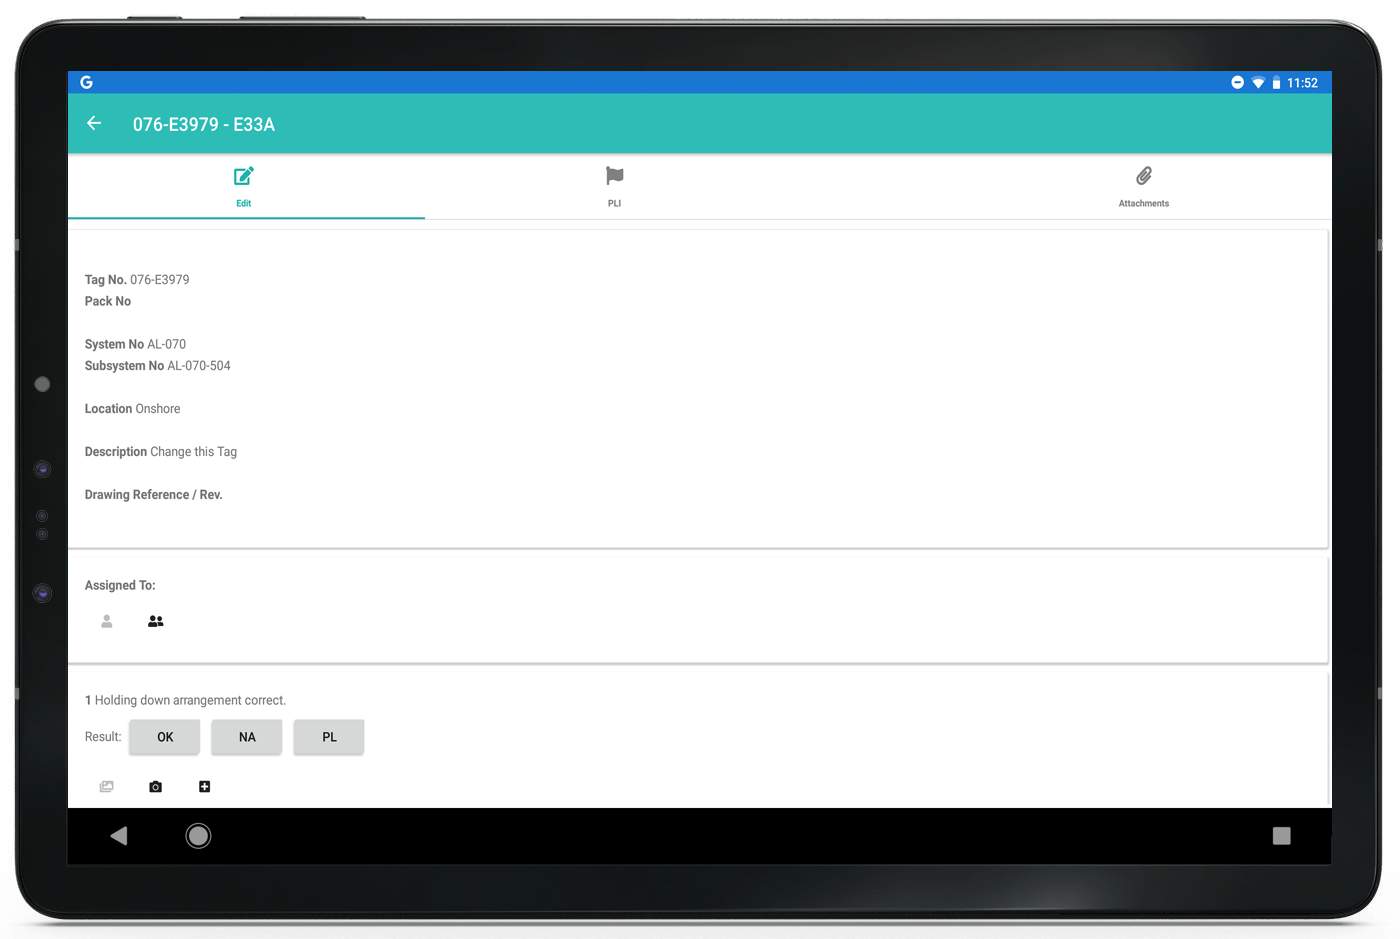 G
11:52
076-E3979 - E33A
Edit
PLI
Attachments
Tag No. 076-E3979
Pack No
System No AL-070
Subsystem No AL-070-504
Location Onshore
Description Change this Tag
Drawing Reference / Rev.
Assigned To:
1 Holding down arrangement correct.
Result: OK NA PL